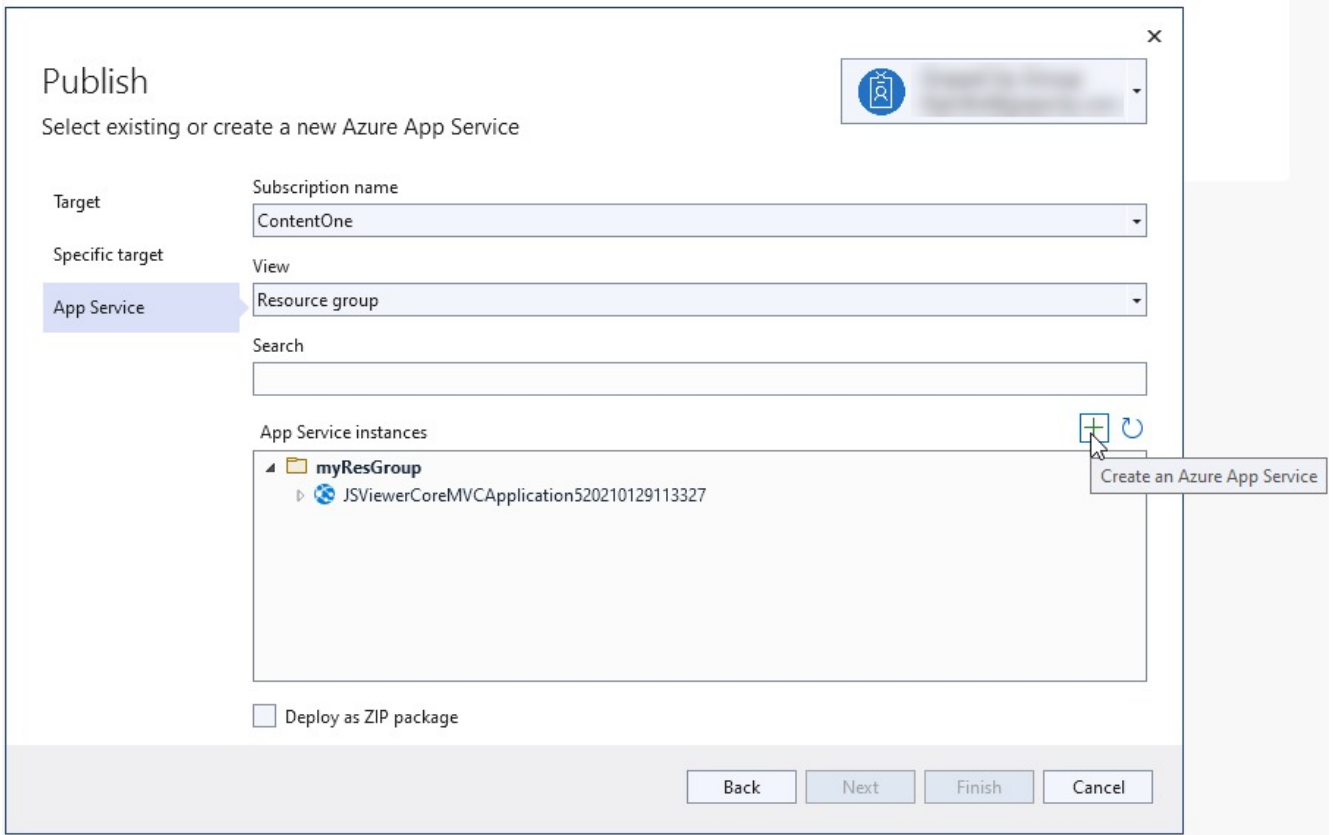 Publish
Select existing or create a new Azure App Service
Target
Specific target
App Service
Subscription name
ContentOne
View
Resource group
Search
App Service instances
Create an Azure App Service
myResGroup
JSViewerCoreMVCApplication520210129113327
Deploy as ZIP package
Back
Next
Finish
Cancel